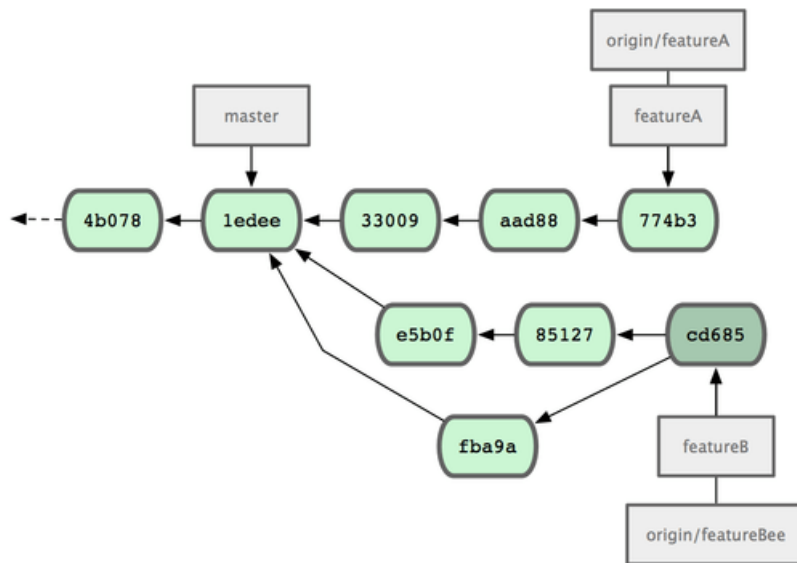 origin/featureA
master
featureA
4b078
1edee
33009
aad88
774b3
e5b0f
85127
cd685
fba9a
featureB
origin/featureBee